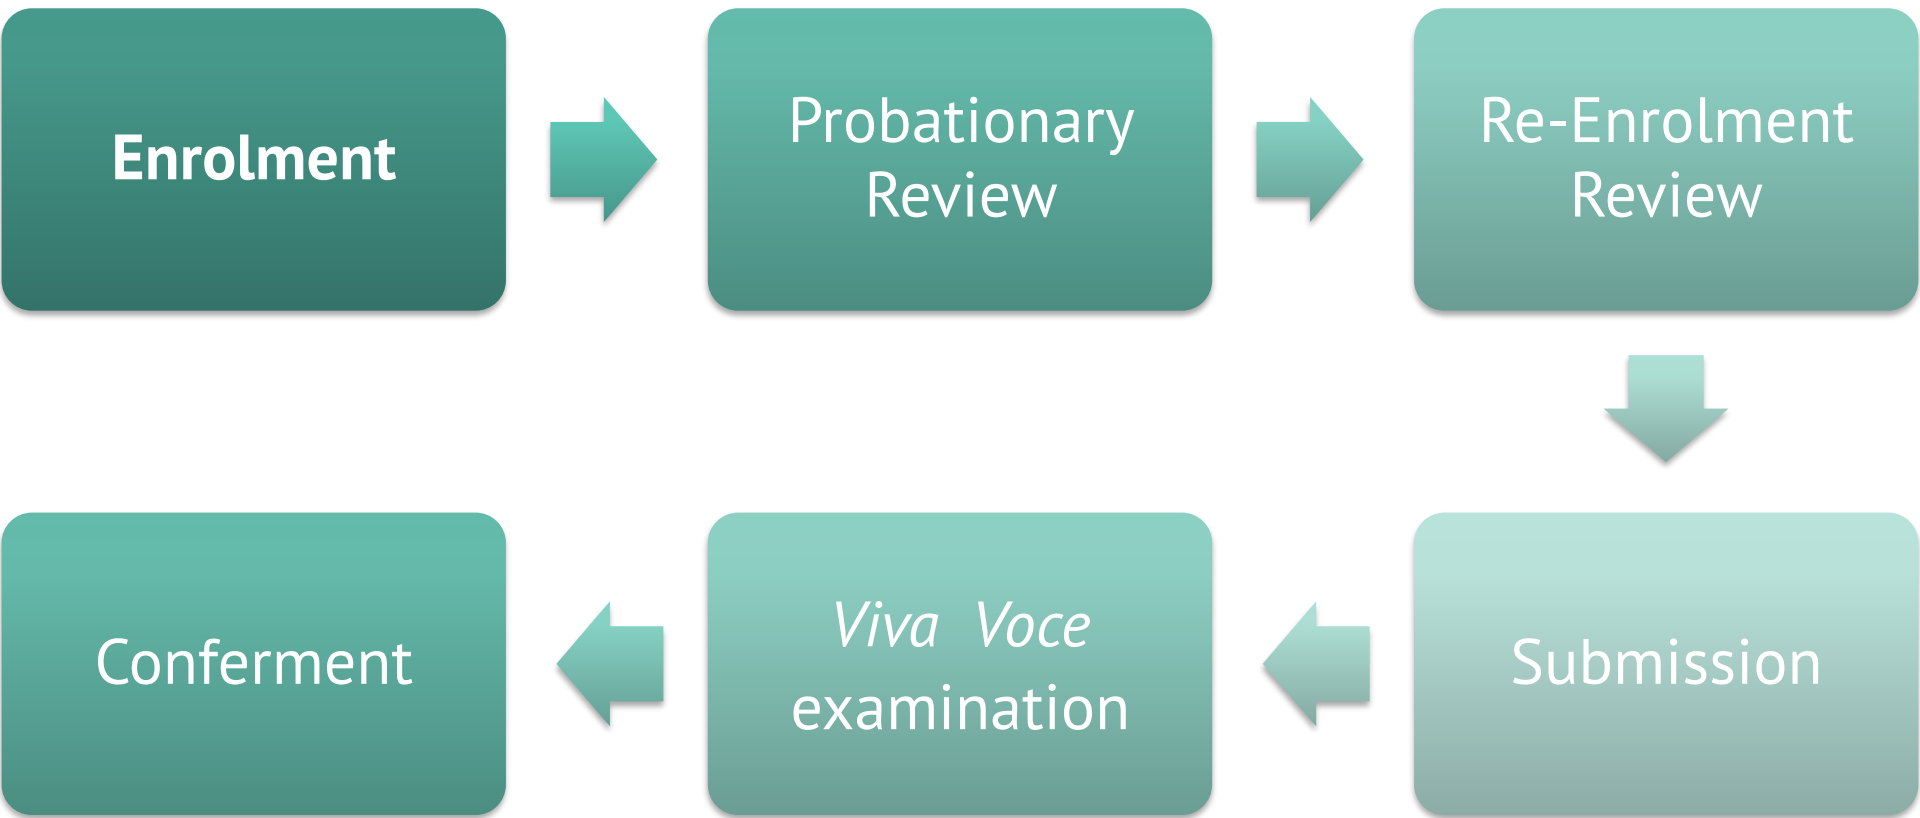 Enrolment
Probationary
Review
Re-Enrolment
Review
Submission
Viva Voce
examination
Conferment